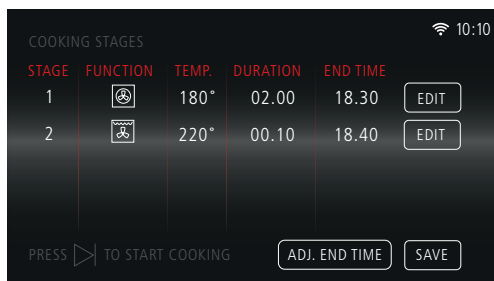 10:10
COOKING STAGES
STAGE FUNCTION TEMP. DURATION END TIME
1 180° 02.00 18.30 EDIT
2 220° 00.10 18.40 EDIT
PRESS TO START COOKING ADJ. END TIME SAVE